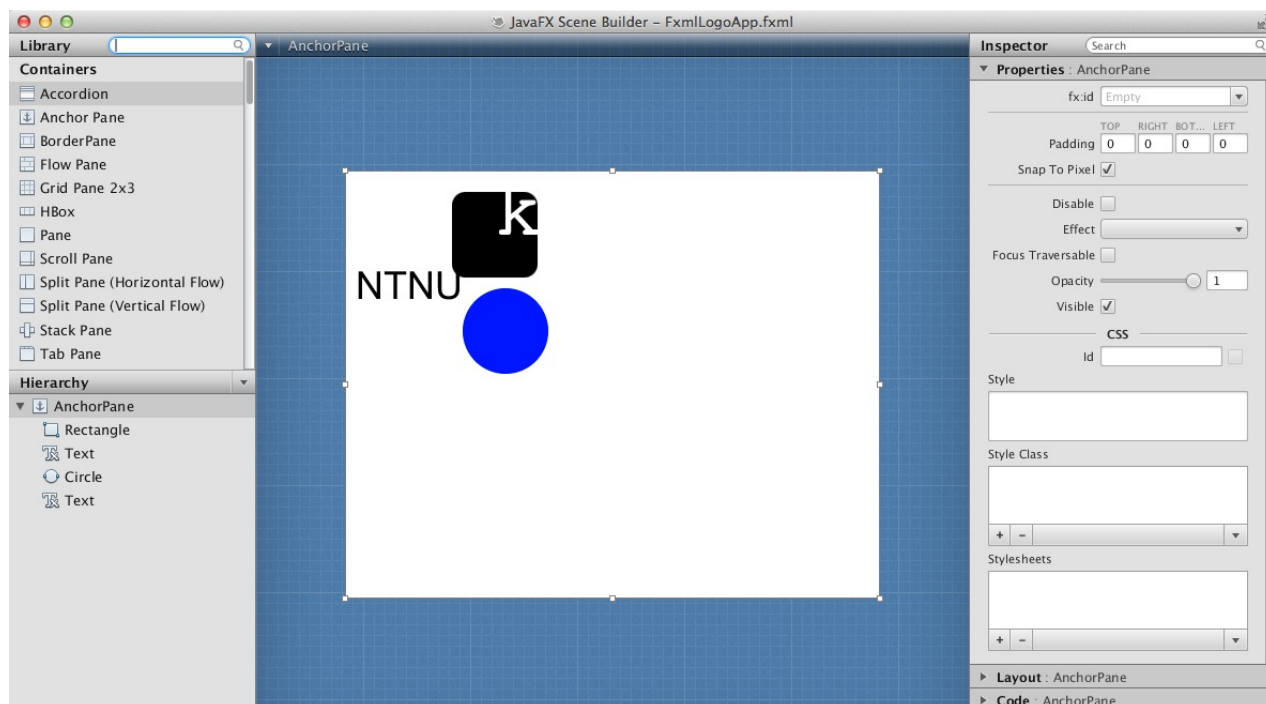 JavaFX Scene Builder – FxmlLogoApp.fxml
Library
AnchorPane
Containers
Accordion
Anchor Pane
BorderPane
Flow Pane
Grid Pane 2x3
HBox
Pane
Scroll Pane
Split Pane (Horizontal Flow)
Split Pane (Vertical Flow)
Stack Pane
Tab Pane
Hierarchy
AnchorPane
Rectangle
Text
Circle
Text
k
NTNU
Inspector Search
Properties : AnchorPane
fx:id Empty
TOP RIGHT BOT... LEFT
Padding 0 0 0 0
Snap To Pixel
Disable
Effect
Focus Traversable
Opacity 1
Visible
CSS
Id
Style
Style Class
+ –
Stylesheets
+ –
Layout : AnchorPane
Code : AnchorPane